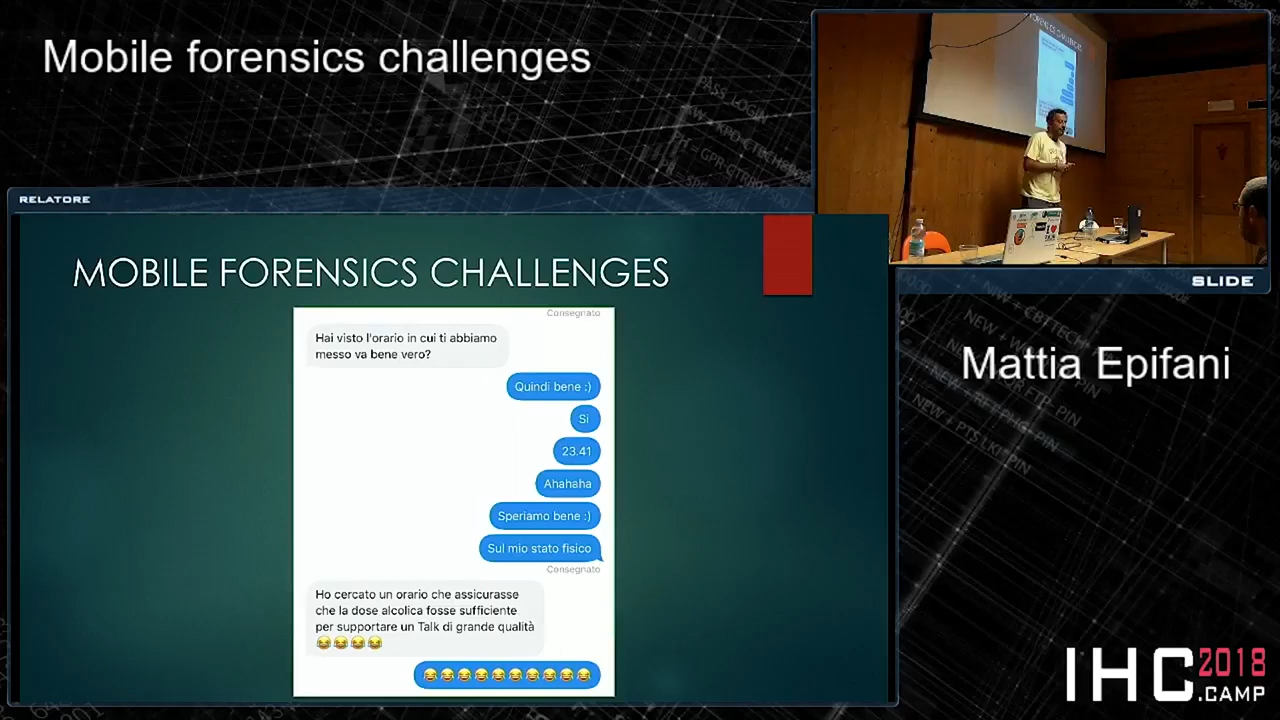 Mobile forensics challenges
RELATORE
MOBILE FORENSICS CHALLENGES
Consegnato
Hai visto l'orario in cui ti abbiamo
messo va bene vero?
Quindi bene :)
Si
23.41
Ahahaha
Speriamo bene :)
Sul mio stato fisico
Consegnato
Ho cercato un orario che assicurasse
che la dose alcolica fosse sufficiente
per supportare un Talk di grande qualità
😂😂😂😂
😂😂😂😂😂😂😂😂😂😂
SLIDE
Mattia Epifani
IHC2018
.CAMP